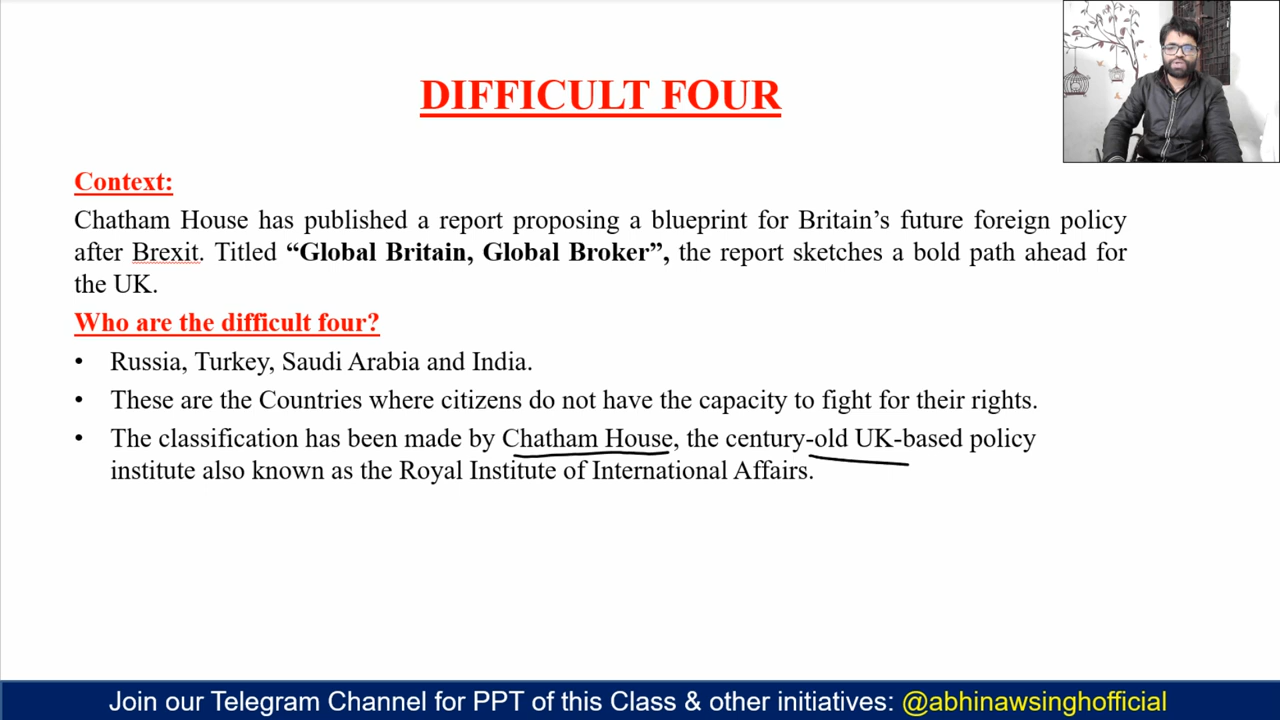 DIFFICULT FOUR
Context:
Chatham House has published a report proposing a blueprint for Britain’s future foreign policy
after Brexit. Titled “Global Britain, Global Broker”, the report sketches a bold path ahead for
the UK.
Who are the difficult four?
• Russia, Turkey, Saudi Arabia and India.
• These are the Countries where citizens do not have the capacity to fight for their rights.
• The classification has been made by Chatham House, the century-old UK-based policy
institute also known as the Royal Institute of International Affairs.
Join our Telegram Channel for PPT of this Class & other initiatives: @abhinawsinghofficial